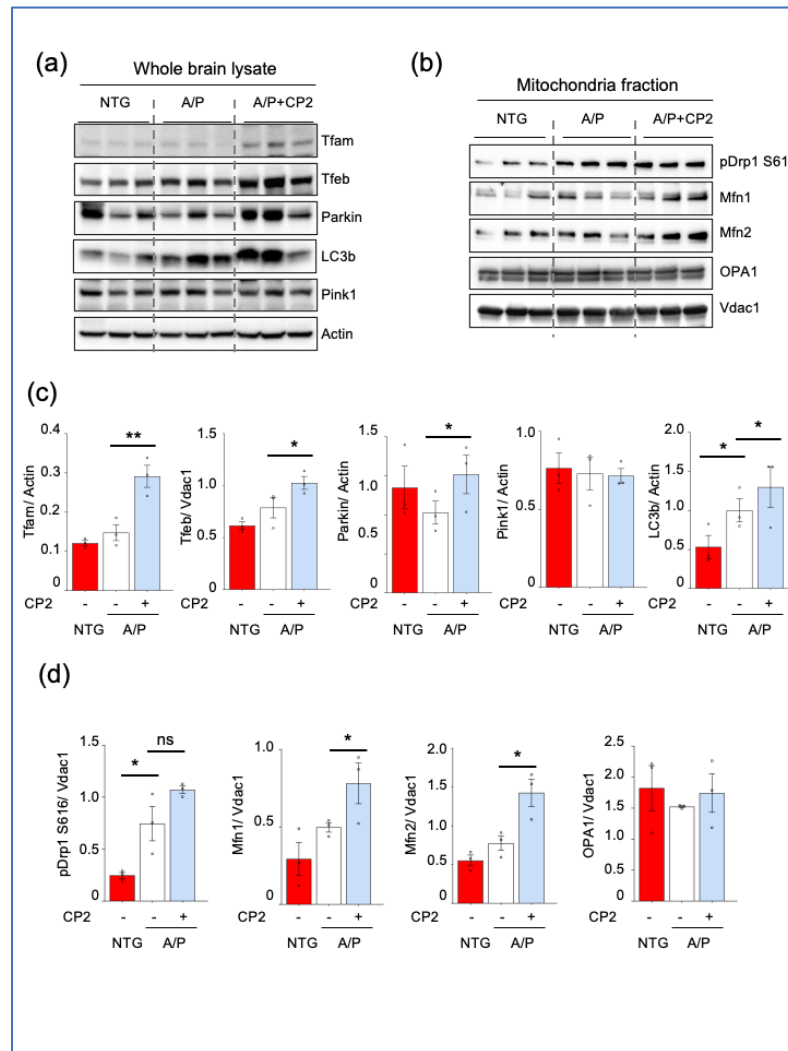 (a)
Whole brain lysate
NTG A/P A/P+CP2
Tfam
Tfeb
Parkin
LC3b
Pink1
Actin
(b)
Mitochondria fraction
NTG A/P A/P+CP2
pDrp1 S61
Mfn1
Mfn2
OPA1
Vdac1
(c)
Tfam/ Actin
0.4
0.3
0.2
0.1
0
**
CP2 - - +
NTG A/P
Tfeb/ Vdac1
1.5
1.0
0.5
0
*
- - +
NTG A/P
Parkin/ Actin
1.5
1.0
0.5
0
*
- - +
NTG A/P
Pink1/ Actin
1.0
0.5
0
- - +
NTG A/P
LC3b/ Actin
1.5
1.0
0.5
0
* *
CP2 - - +
NTG A/P
(d)
pDrp1 S616/ Vdac1
1.5
1.0
0.5
0
* ns
CP2 - - +
NTG A/P
Mfn1/ Vdac1
1.0
0.5
0
*
CP2 - - +
NTG A/P
Mfn2/ Vdac1
2.0
1.5
1.0
0.5
0
*
CP2 - - +
NTG A/P
OPA1/ Vdac1
2.5
2.0
1.5
1.0
0.5
0
CP2 - - +
NTG A/P